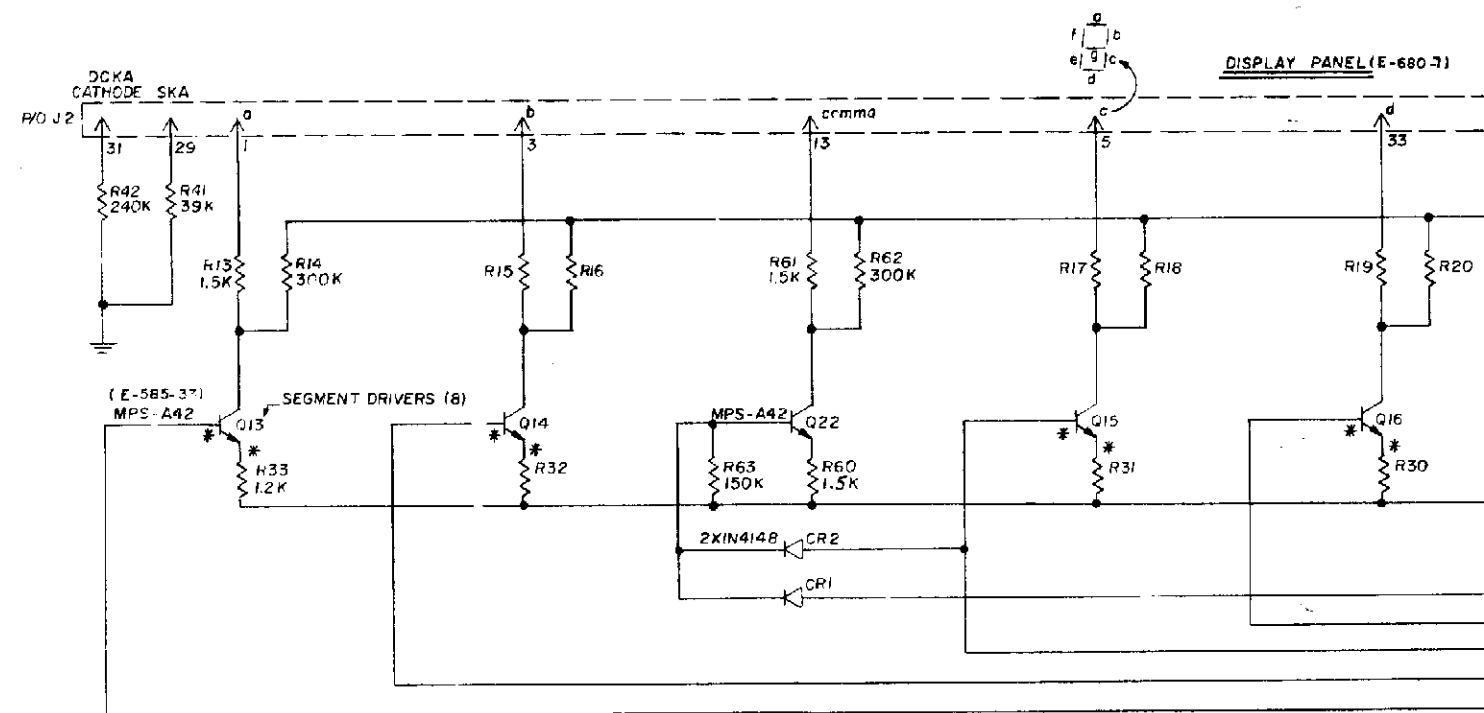 a
f b
g
e c
d
DISPLAY PANEL (E-680-7)
DCKA
CATHODE SKA
P/O J2
a b comma c d
31 29 1 3 13 5 33
R42
240K
R41
39K
R13
1.5K
R14
300K
R15
R16
R61
1.5K
R62
300K
R17
R18
R19
R20
MPS-A42
SEGMENT DRIVERS (8)
Q13
* *
Q14
* *
MPS-A42
Q22
Q15
* *
Q16
* *
R33
1.2K
R32
R63
150K
R60
1.5K
R31
R30
2X1N4148
CR2
CR1